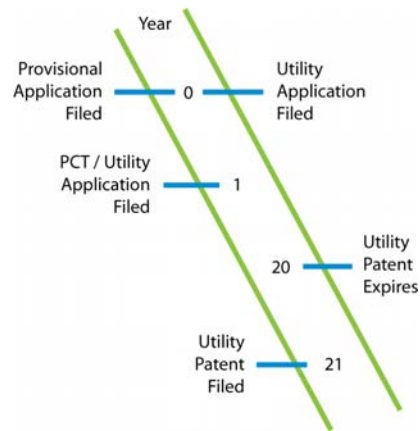 Year
Provisional
Application
Filed
0
Utility
Application
Filed
PCT / Utility
Application
Filed
1
20
Utility
Patent
Expires
Utility
Patent
Filed
21